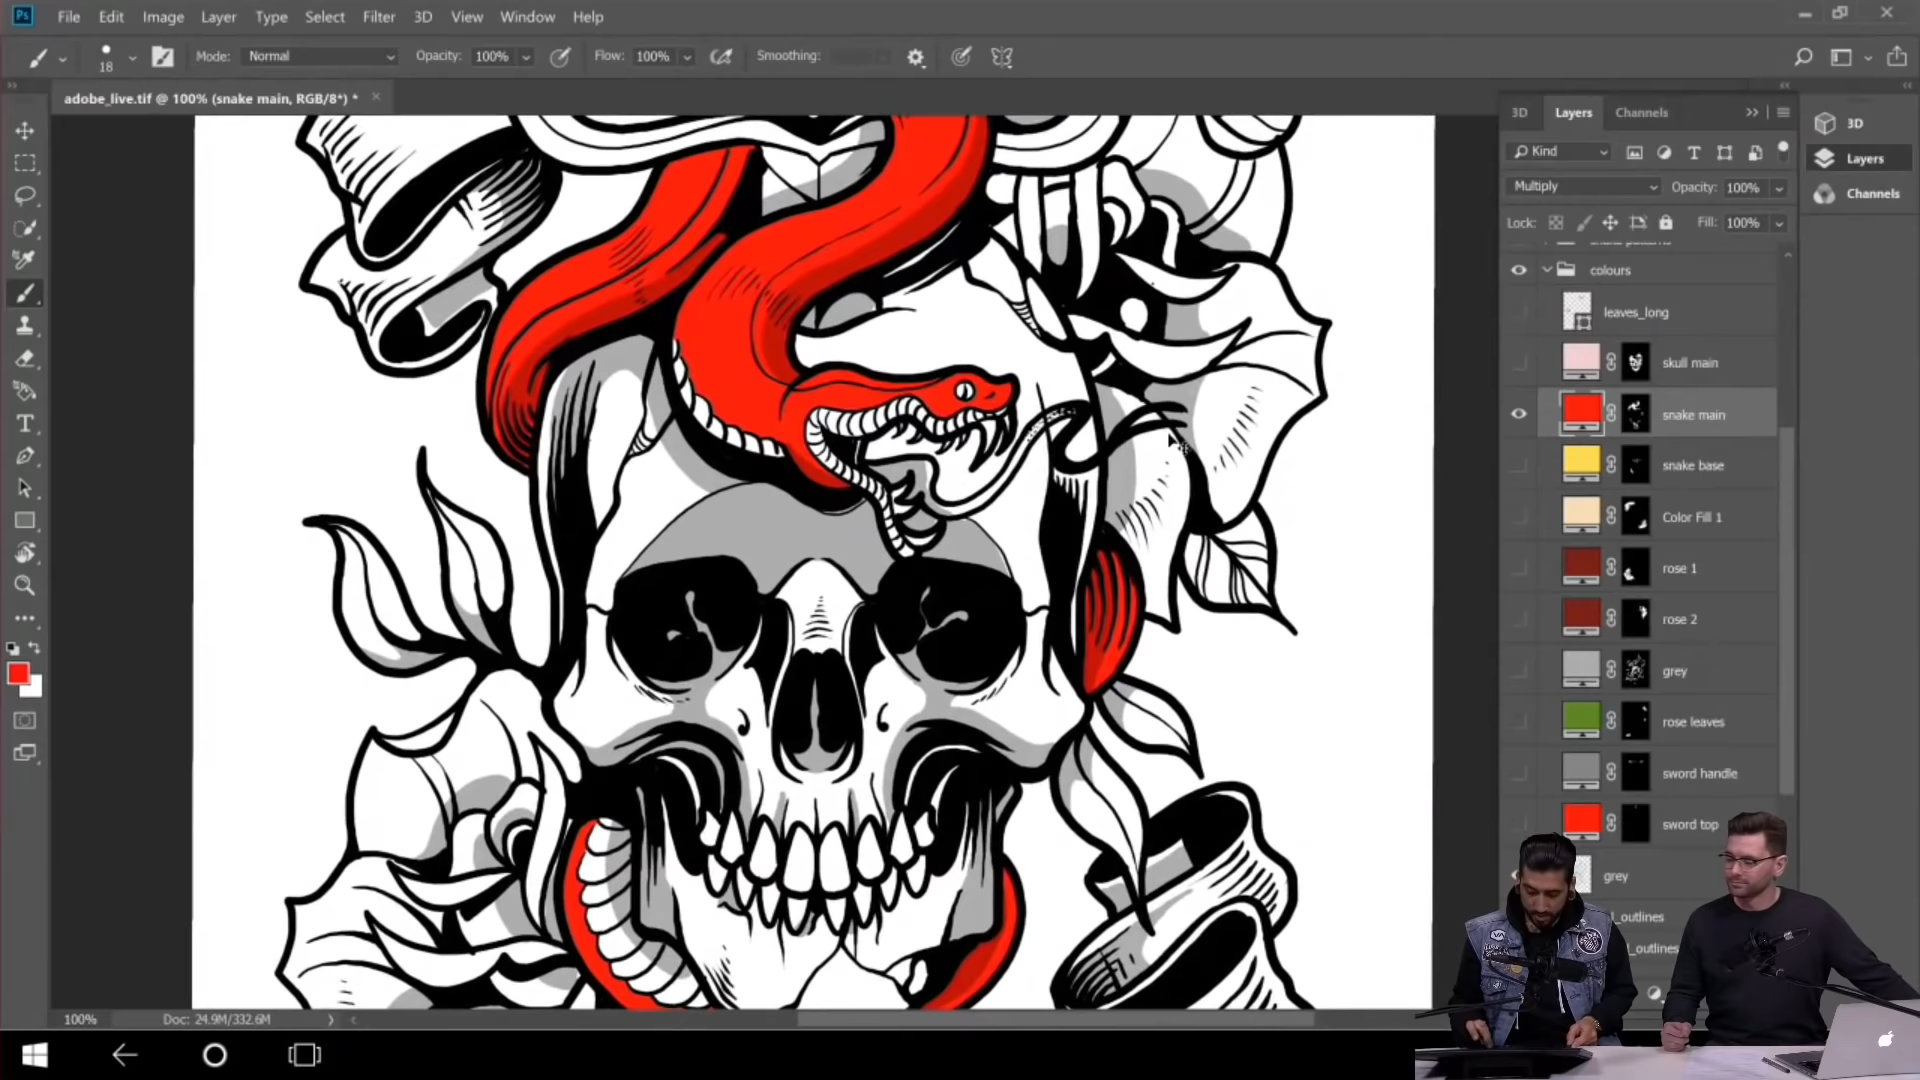 Ps File Edit Image Layer Type Select Filter 3D View Window Help
18 Mode: Normal Opacity: 100% Flow: 100% Smoothing:
adobe_live.tif @ 100% (snake main, RGB/8*) *
3D Layers Channels
3D
Kind
Layers
Multiply Opacity: 100%
Channels
Lock: Fill: 100%
colours
leaves_long
skull main
snake main
snake base
Color Fill 1
rose 1
rose 2
grey
rose leaves
sword handle
sword top
grey
l_outlines
l_outlines
100% Doc: 24.9M/332.6M